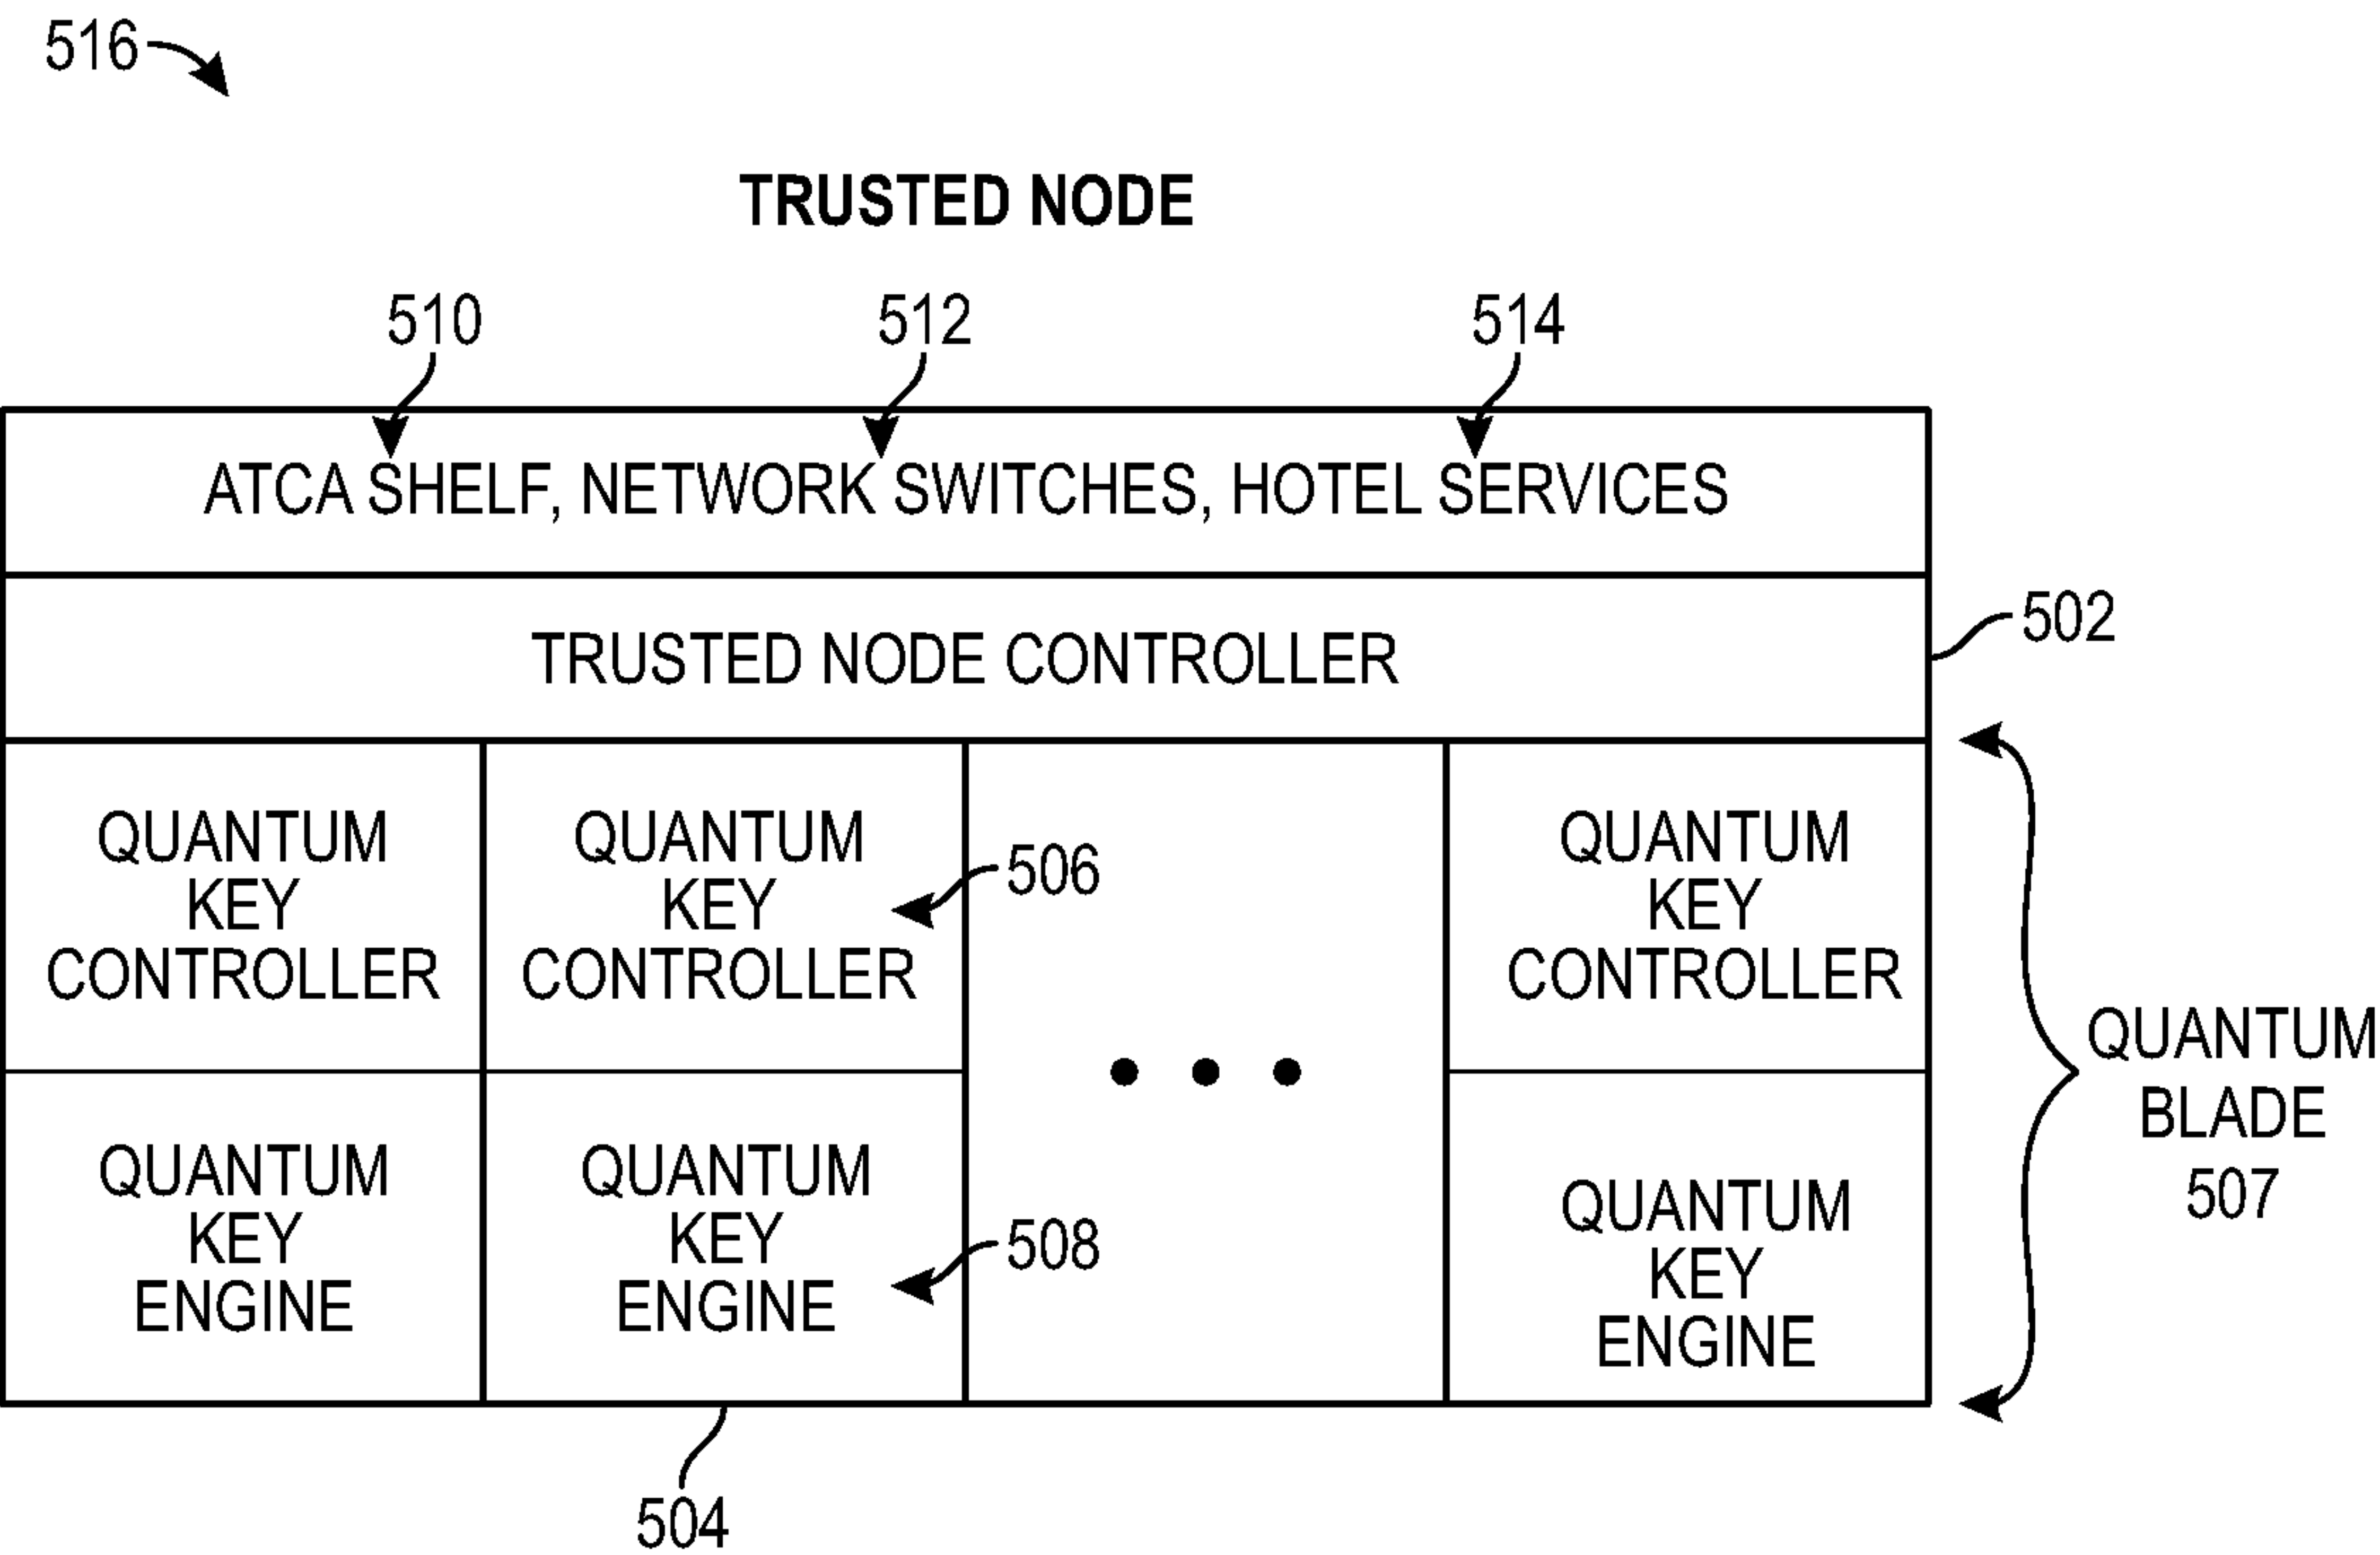 516
TRUSTED NODE
510
512
514
ATCA SHELF, NETWORK SWITCHES, HOTEL SERVICES
TRUSTED NODE CONTROLLER
502
QUANTUM
KEY
CONTROLLER
QUANTUM
KEY
CONTROLLER
506
QUANTUM
KEY
CONTROLLER
QUANTUM
KEY
ENGINE
QUANTUM
KEY
ENGINE
508
QUANTUM
KEY
ENGINE
QUANTUM
BLADE
507
504